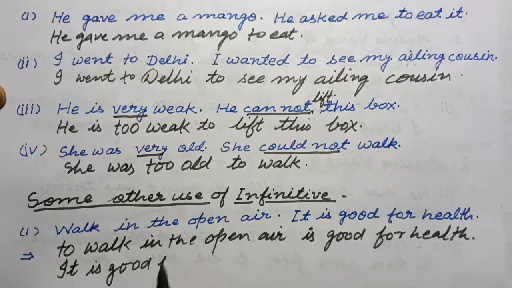 (i) He gave me a mango. He asked me to eat it.
He gave me a mango to eat.
(ii) I went to Delhi. I wanted to see my ailing cousin.
I went to Delhi to see my ailing cousin.
(iii) He is very weak. He can not lift this box.
He is too weak to lift this box.
(iv) She was very old. She could not walk.
She was too old to walk.
Some other use of Infinitive.
(i) Walk in the open air. It is good for health.
⇒ to walk in the open air is good for health.
It is good